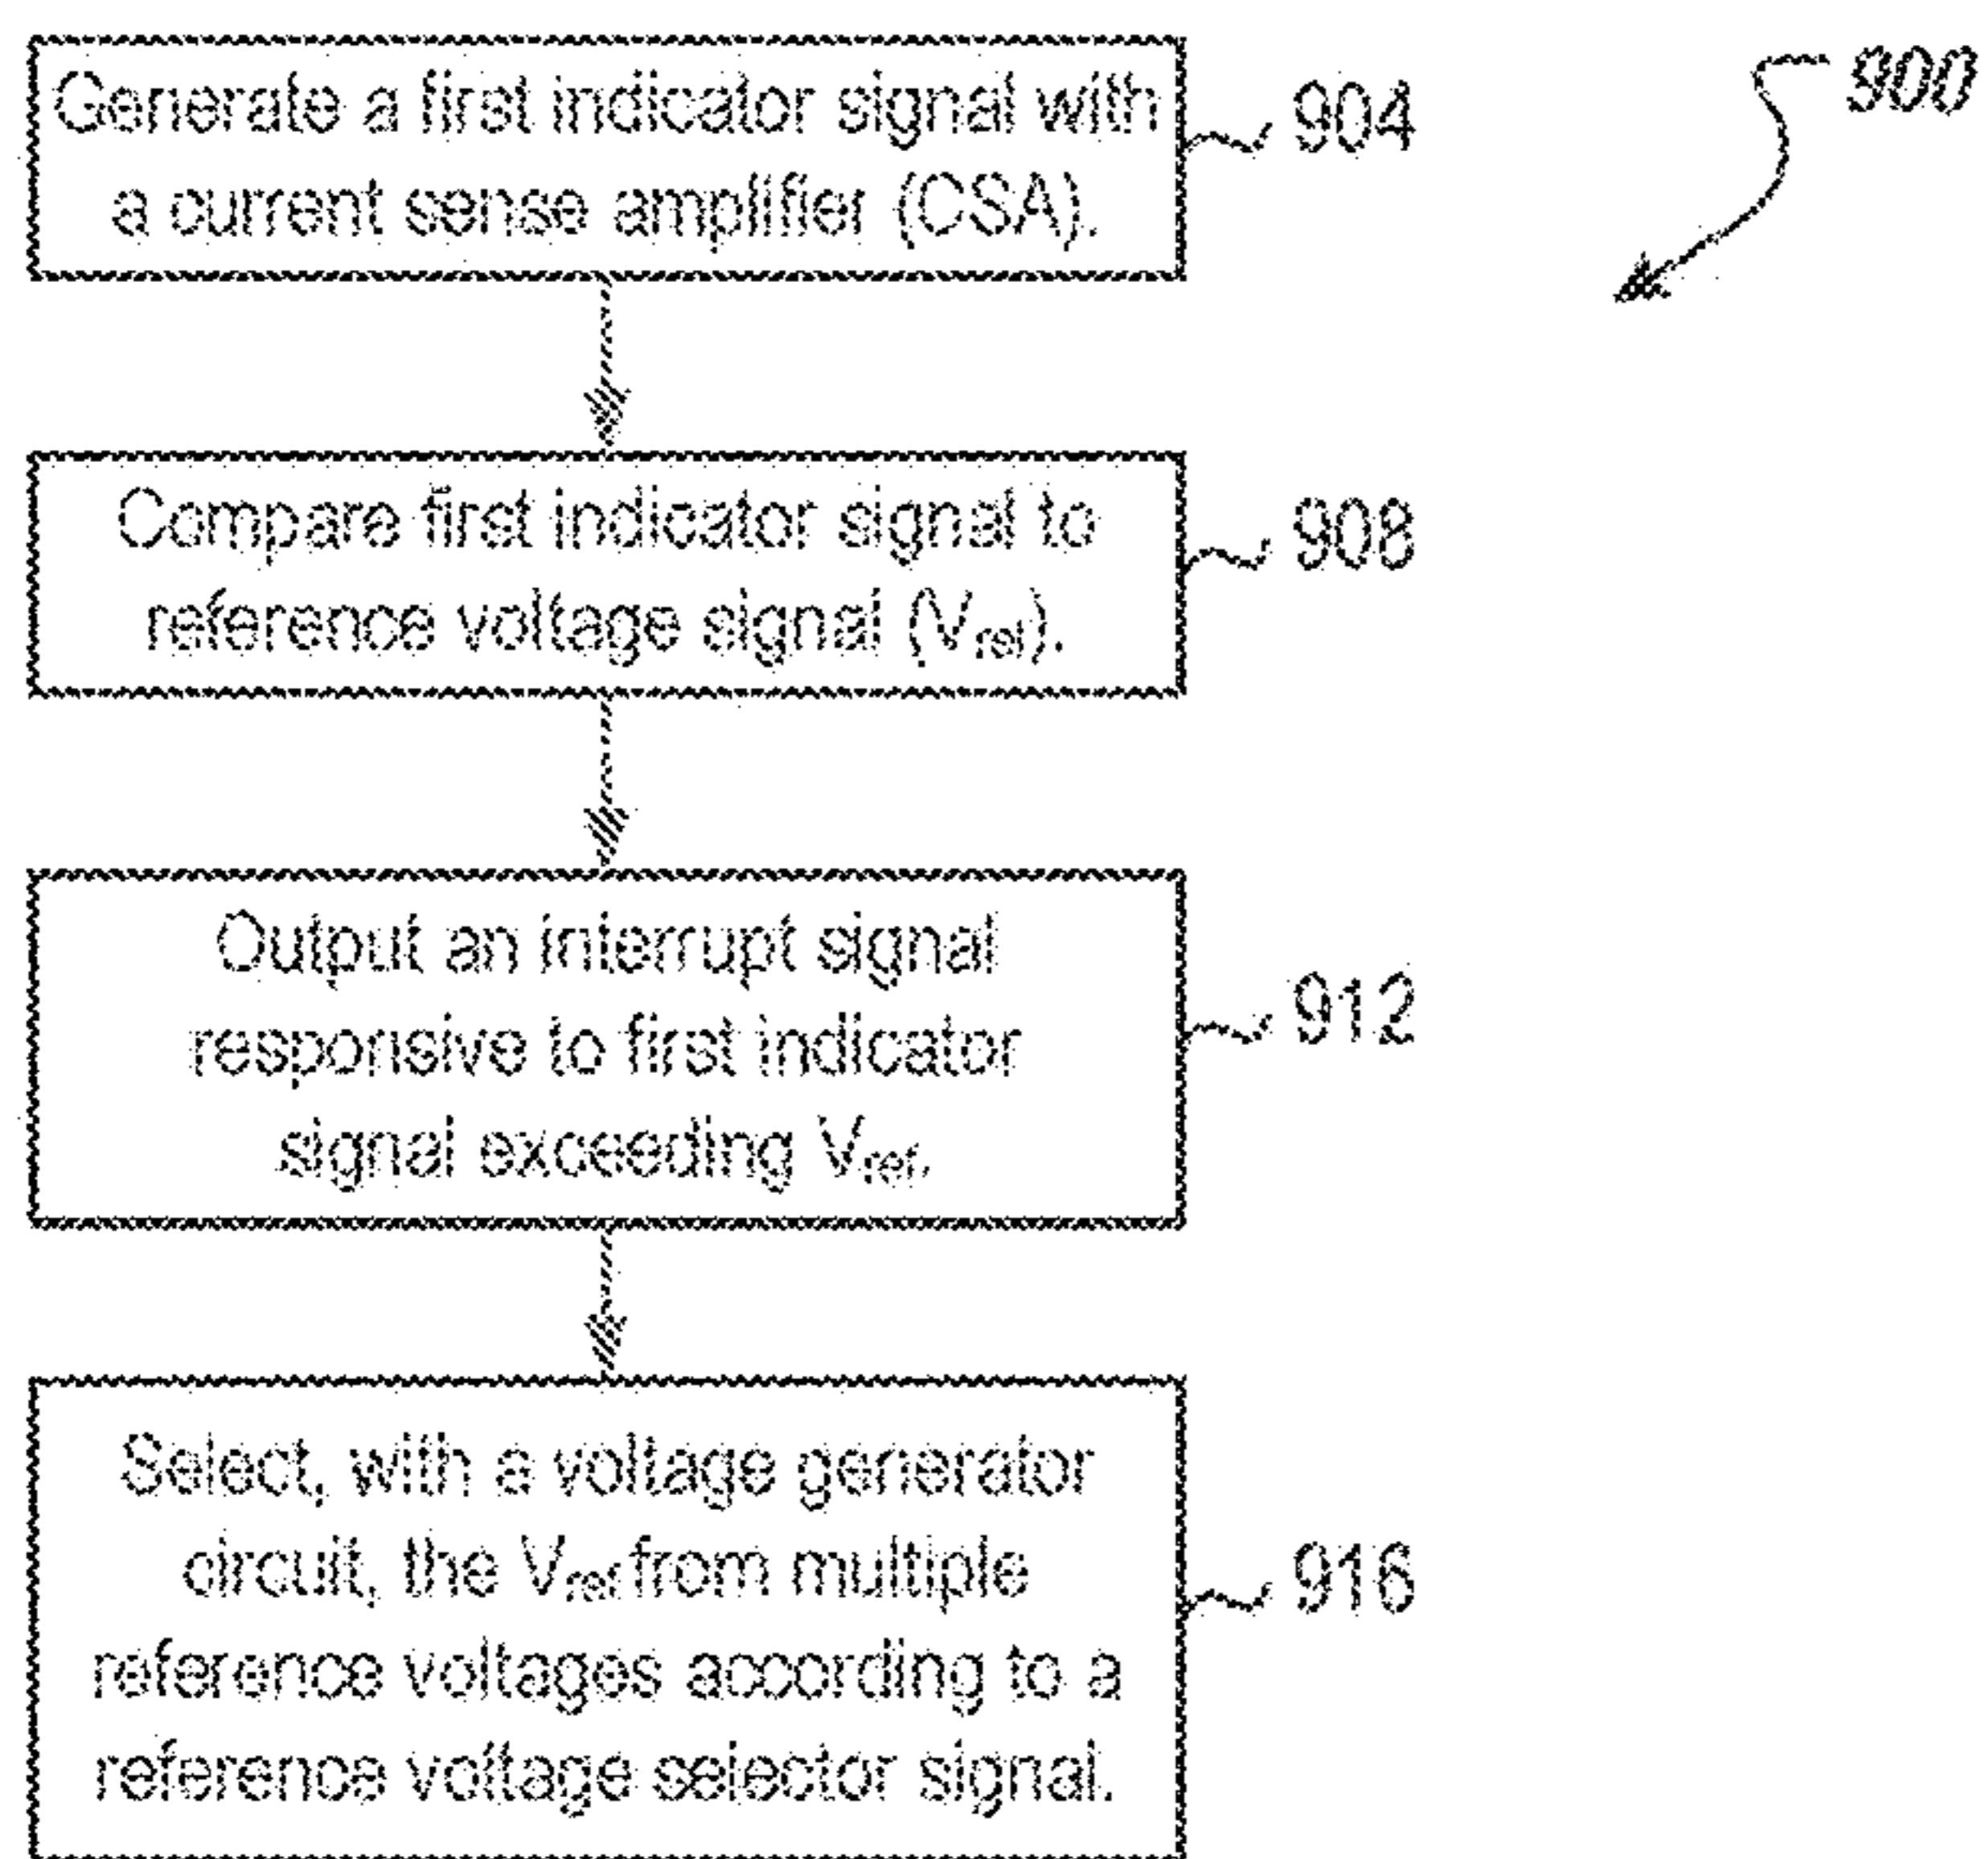 Generate a first indicator signal with
a current sense amplifier (CSA).
904
900
Compare first indicator signal to
reference voltage signal (Vref).
908
Output an interrupt signal
responsive to first indicator
signal exceeding Vref.
912
Select, with a voltage generator
circuit, the Vref from multiple
reference voltages according to a
reference voltage selector signal.
916